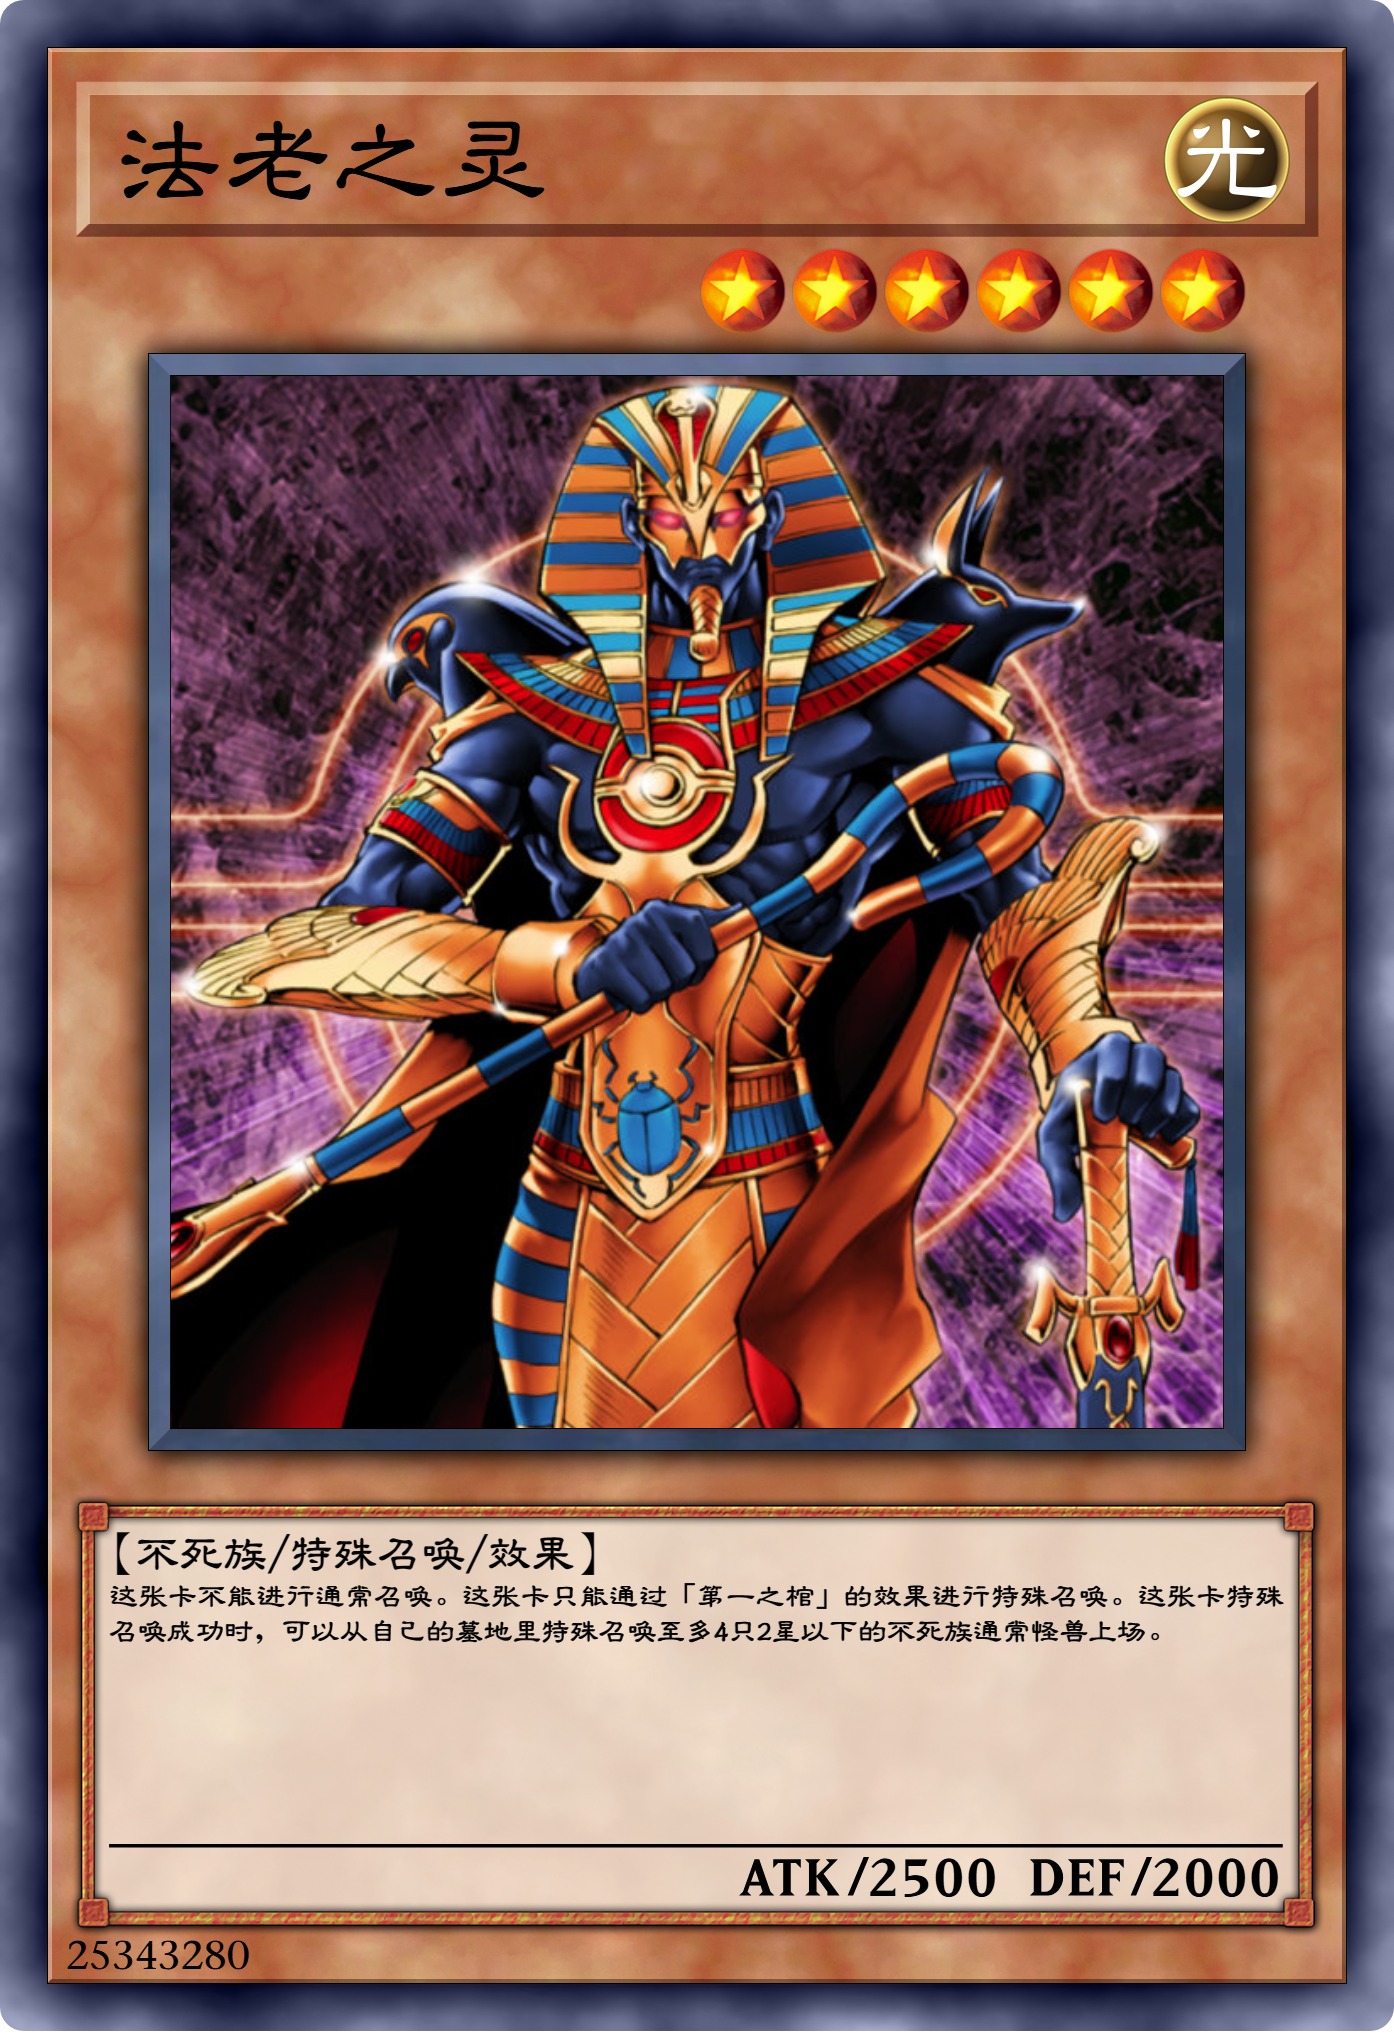 法老之灵
光
【不死族/特殊召唤/效果】
这张卡不能进行通常召唤。这张卡只能通过「第一之棺」的效果进行特殊召唤。这张卡特殊
召唤成功时，可以从自己的墓地里特殊召唤至多4只2星以下的不死族通常怪兽上场。
ATK/2500 DEF/2000
25343280